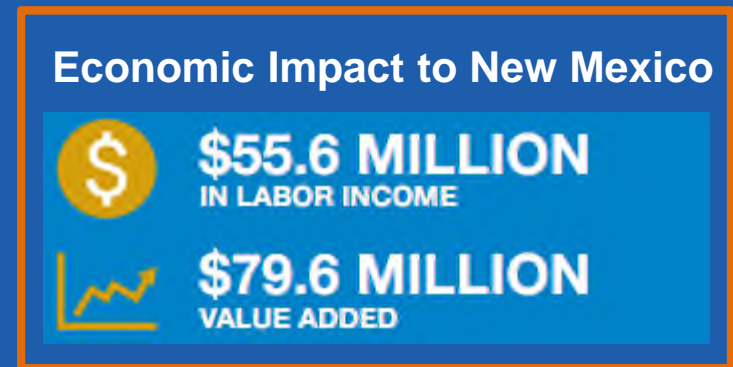 Economic Impact to New Mexico
$
$55.6 MILLION
IN LABOR INCOME
$79.6 MILLION
VALUE ADDED